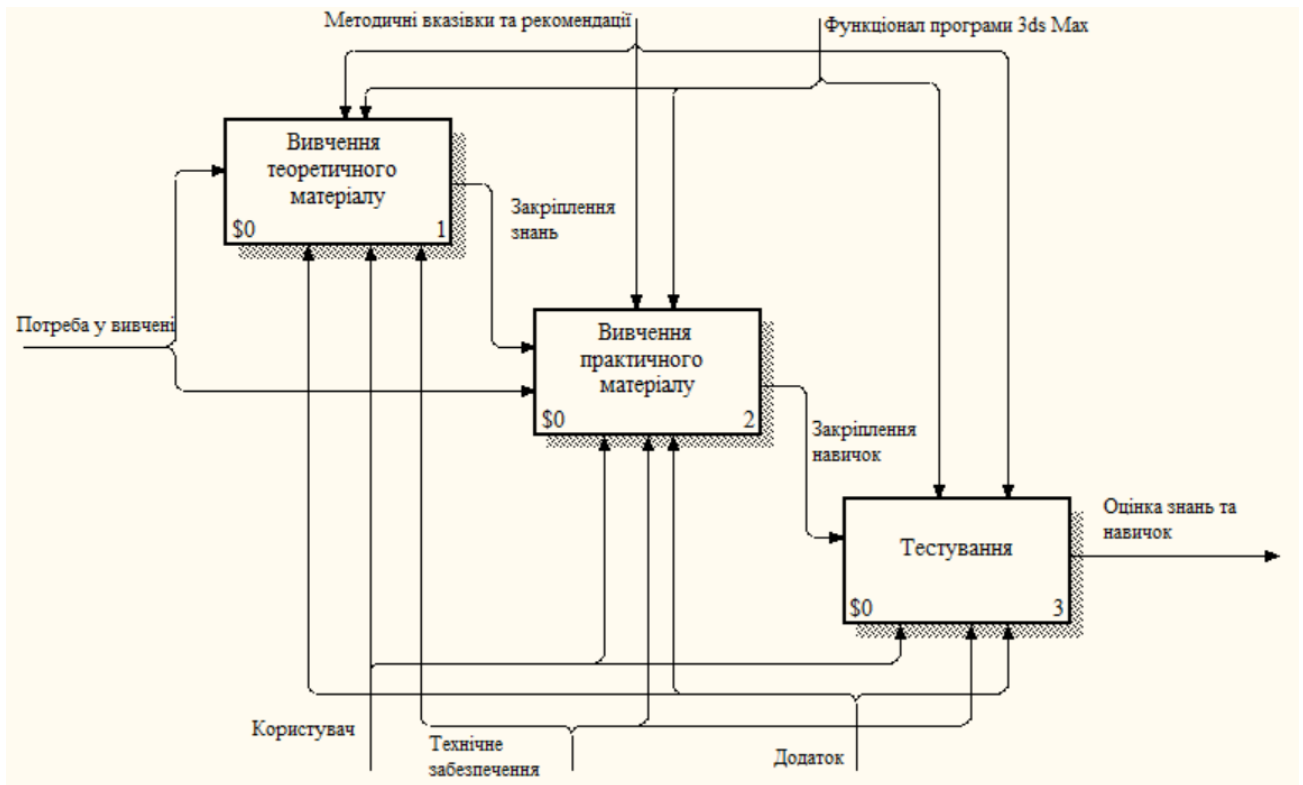 Методичні вказівки та рекомендації
Функціонал програми 3ds Max
Вивчення
теоретичного
матеріалу
$0
1
Закріплення
знань
Потреба у вивчені
Вивчення
практичного
матеріалу
$0
2
Закріплення
навичок
Тестування
$0
3
Оцінка знань та
навичок
Користувач
Технічне
забезпечення
Додаток